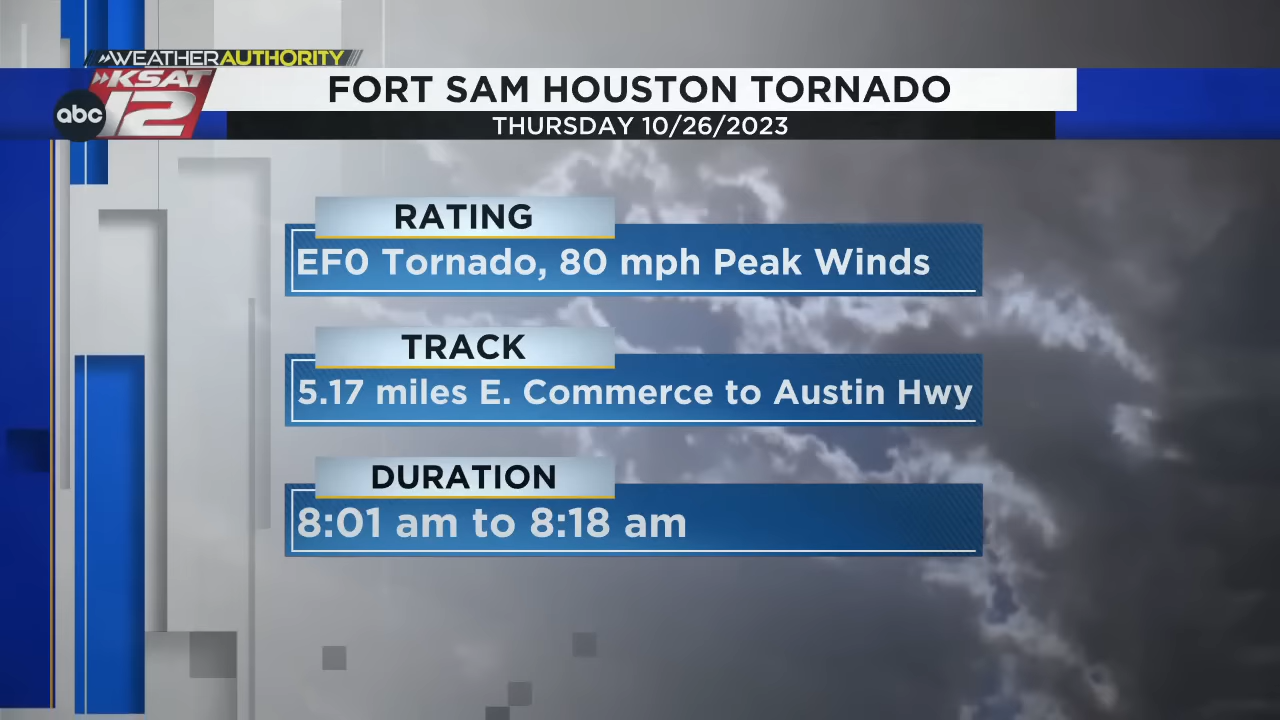 WEATHERAUTHORITY
KSAT
abc 12
FORT SAM HOUSTON TORNADO
THURSDAY 10/26/2023
RATING
EF0 Tornado, 80 mph Peak Winds
TRACK
5.17 miles E. Commerce to Austin Hwy
DURATION
8:01 am to 8:18 am